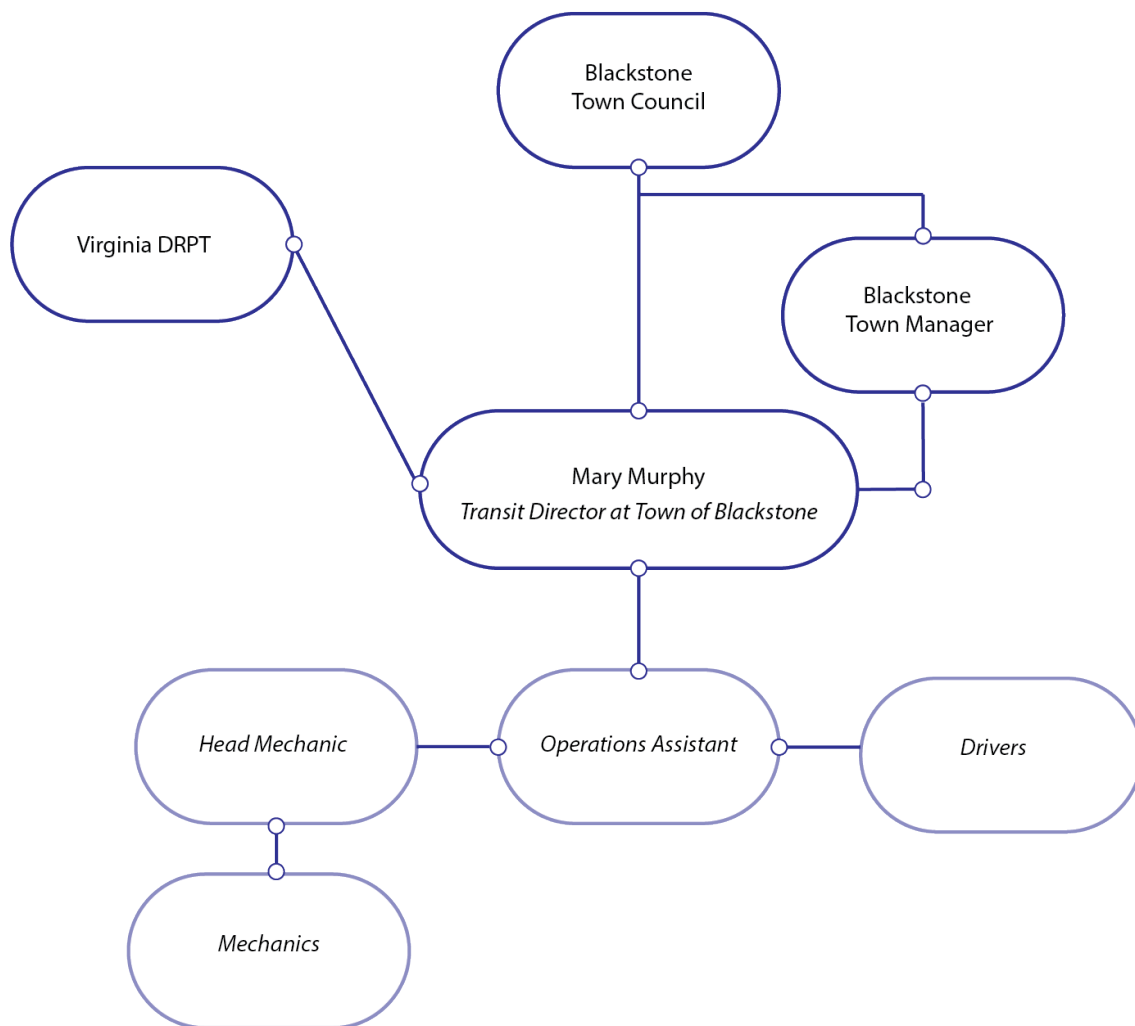 Blackstone
Town Council
Virginia DRPT
Blackstone
Town Manager
Mary Murphy
Transit Director at Town of Blackstone
Head Mechanic
Operations Assistant
Drivers
Mechanics